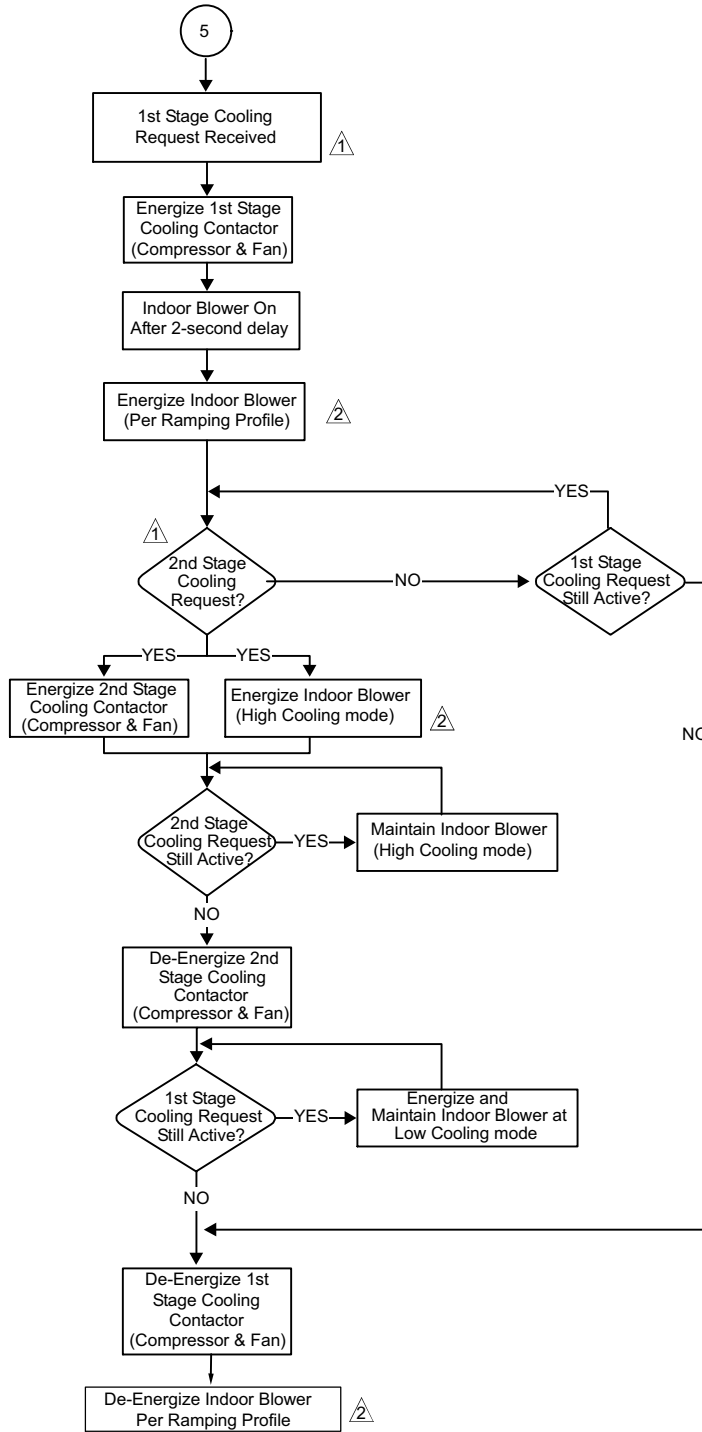 5
1st Stage Cooling
Request Received
1
Energize 1st Stage
Cooling Contactor
(Compressor & Fan)
Indoor Blower On
After 2-second delay
Energize Indoor Blower
(Per Ramping Profile)
2
YES
1
2nd Stage
Cooling
Request?
NO
1st Stage
Cooling Request
Still Active?
YES
YES
Energize 2nd Stage
Cooling Contactor
(Compressor & Fan)
Energize Indoor Blower
(High Cooling mode)
2
NO
2nd Stage
Cooling Request
Still Active?
YES
Maintain Indoor Blower
(High Cooling mode)
NO
De-Energize 2nd
Stage Cooling
Contactor
(Compressor & Fan)
1st Stage
Cooling Request
Still Active?
YES
Energize and
Maintain Indoor Blower at
Low Cooling mode
NO
De-Energize 1st
Stage Cooling
Contactor
(Compressor & Fan)
De-Energize Indoor Blower
Per Ramping Profile
2